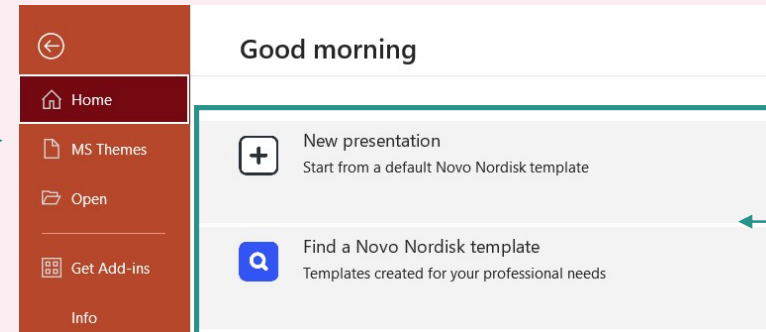 Good morning
Home
MS Themes
Open
Get Add-ins
Info
New presentation
Start from a default Novo Nordisk template
Find a Novo Nordisk template
Templates created for your professional needs